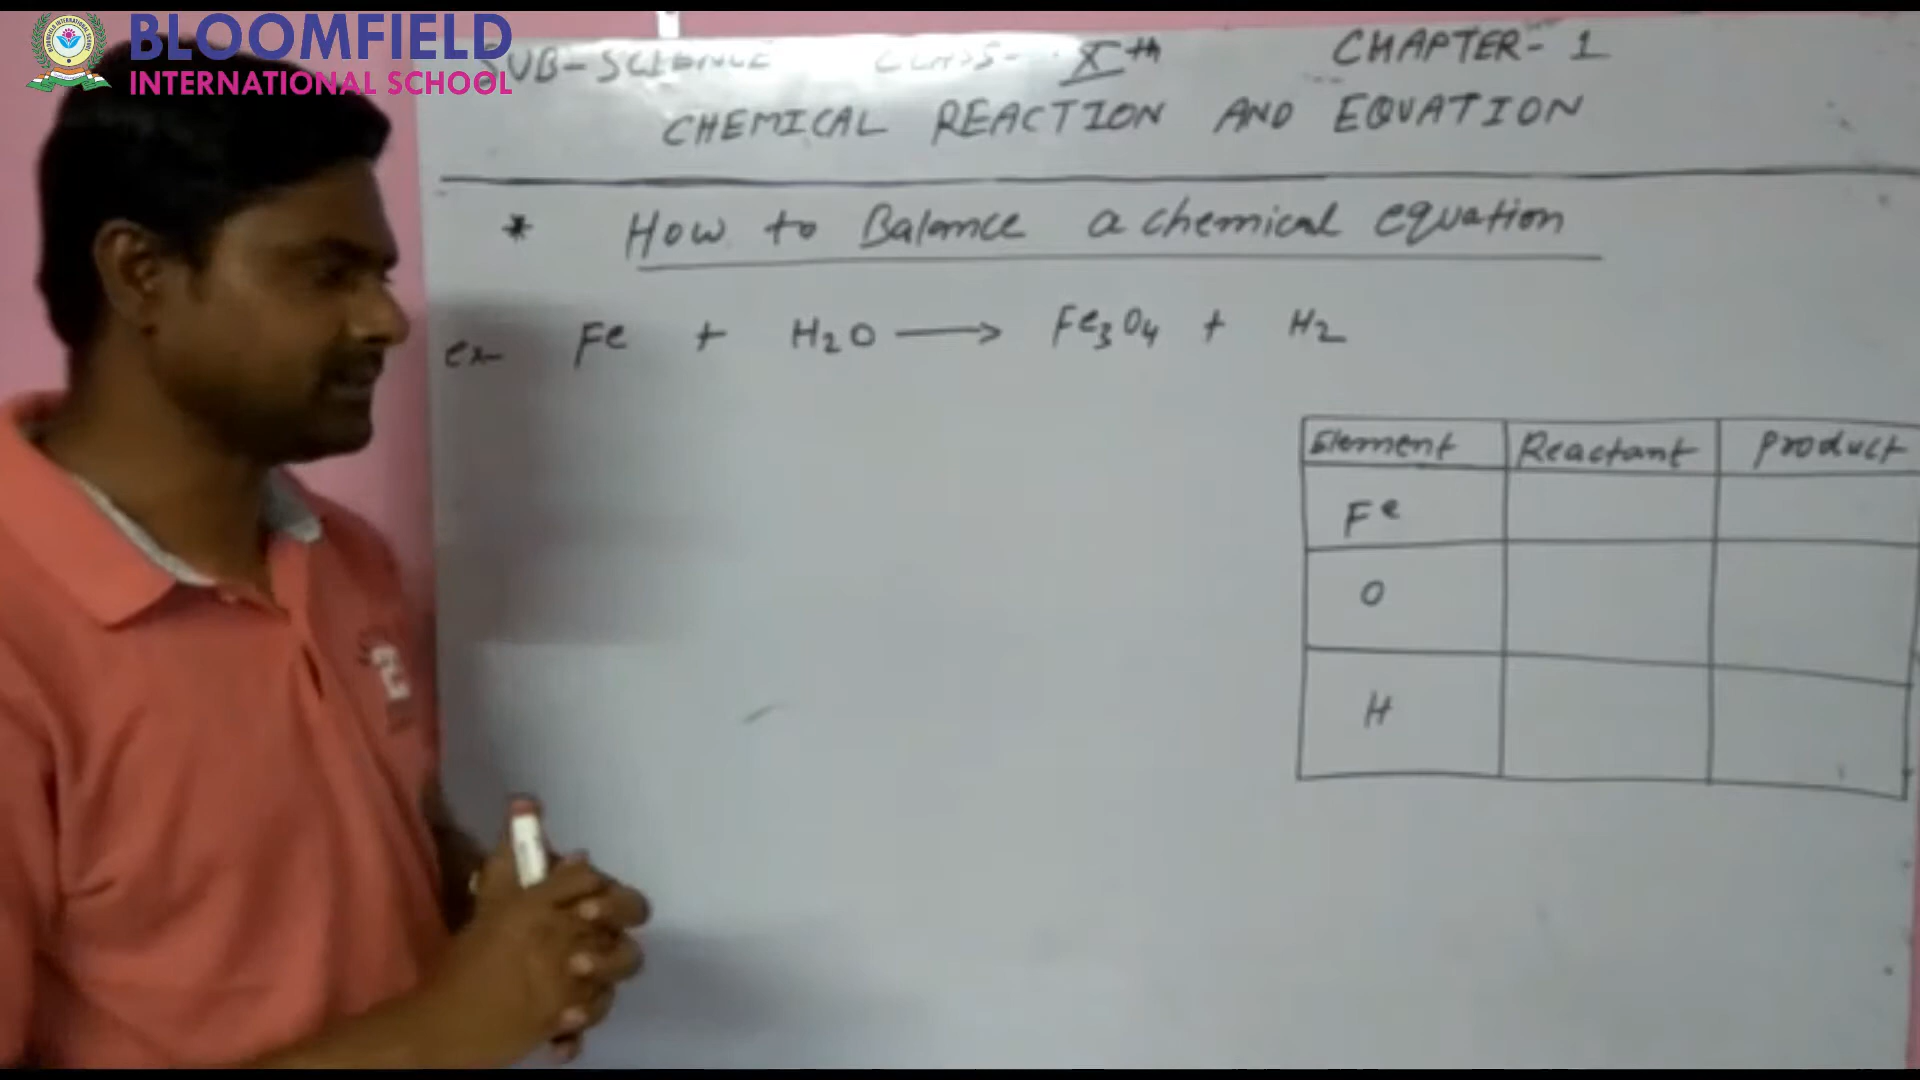 BLOOMFIELD
INTERNATIONAL SCHOOL
SUB-SCIENCE CLASS- Xth CHAPTER-1
CHEMICAL REACTION AND EQUATION
* How to Balance a chemical equation
ex Fe + H2O ⟶ Fe3O4 + H2
Element Reactant Product
Fe
O
H